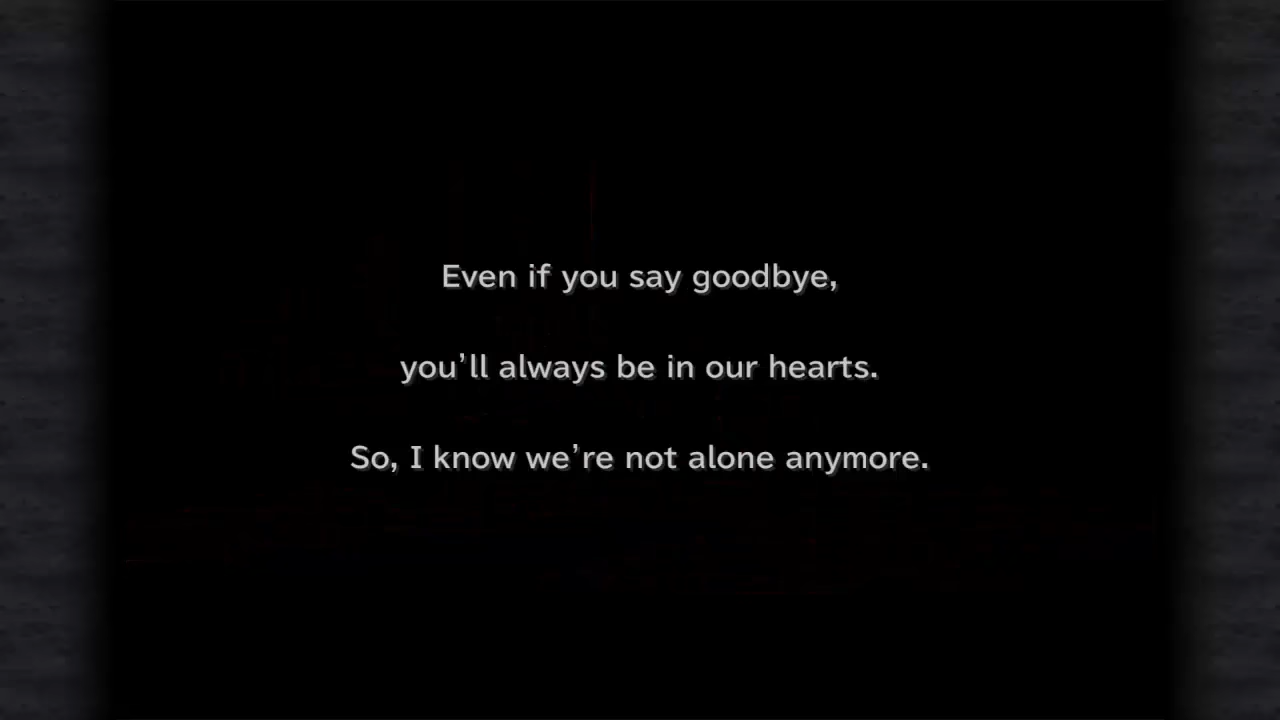 Even if you say goodbye,
you’ll always be in our hearts.
So, I know we’re not alone anymore.